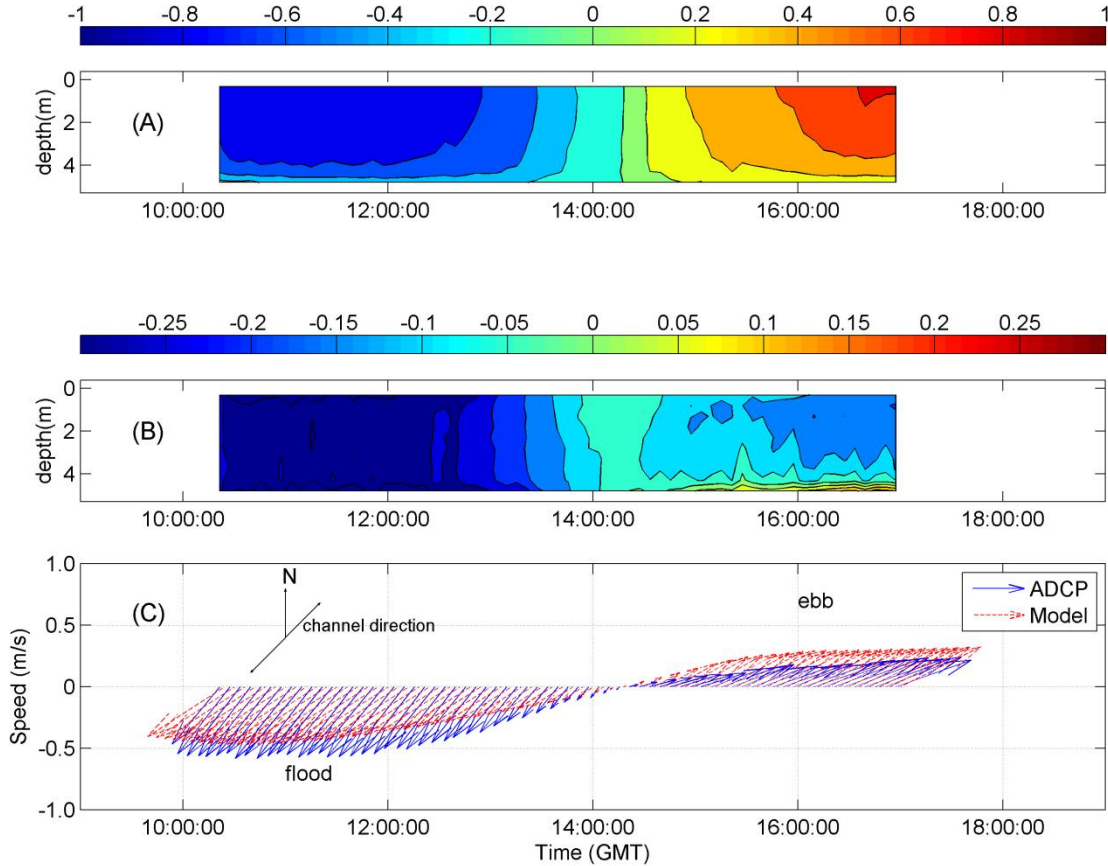 -1 -0.8 -0.6 -0.4 -0.2 0 0.2 0.4 0.6 0.8 1
0
2
4
depth(m)
(A)
10:00:00 12:00:00 14:00:00 16:00:00 18:00:00
-0.25 -0.2 -0.15 -0.1 -0.05 0 0.05 0.1 0.15 0.2 0.25
0
2
4
depth(m)
(B)
10:00:00 12:00:00 14:00:00 16:00:00 18:00:00
1.0
0.5
0
-0.5
-1.0
Speed (m/s)
(C)
N
channel direction
ebb
ADCP
Model
flood
10:00:00 12:00:00 14:00:00 16:00:00 18:00:00
Time (GMT)